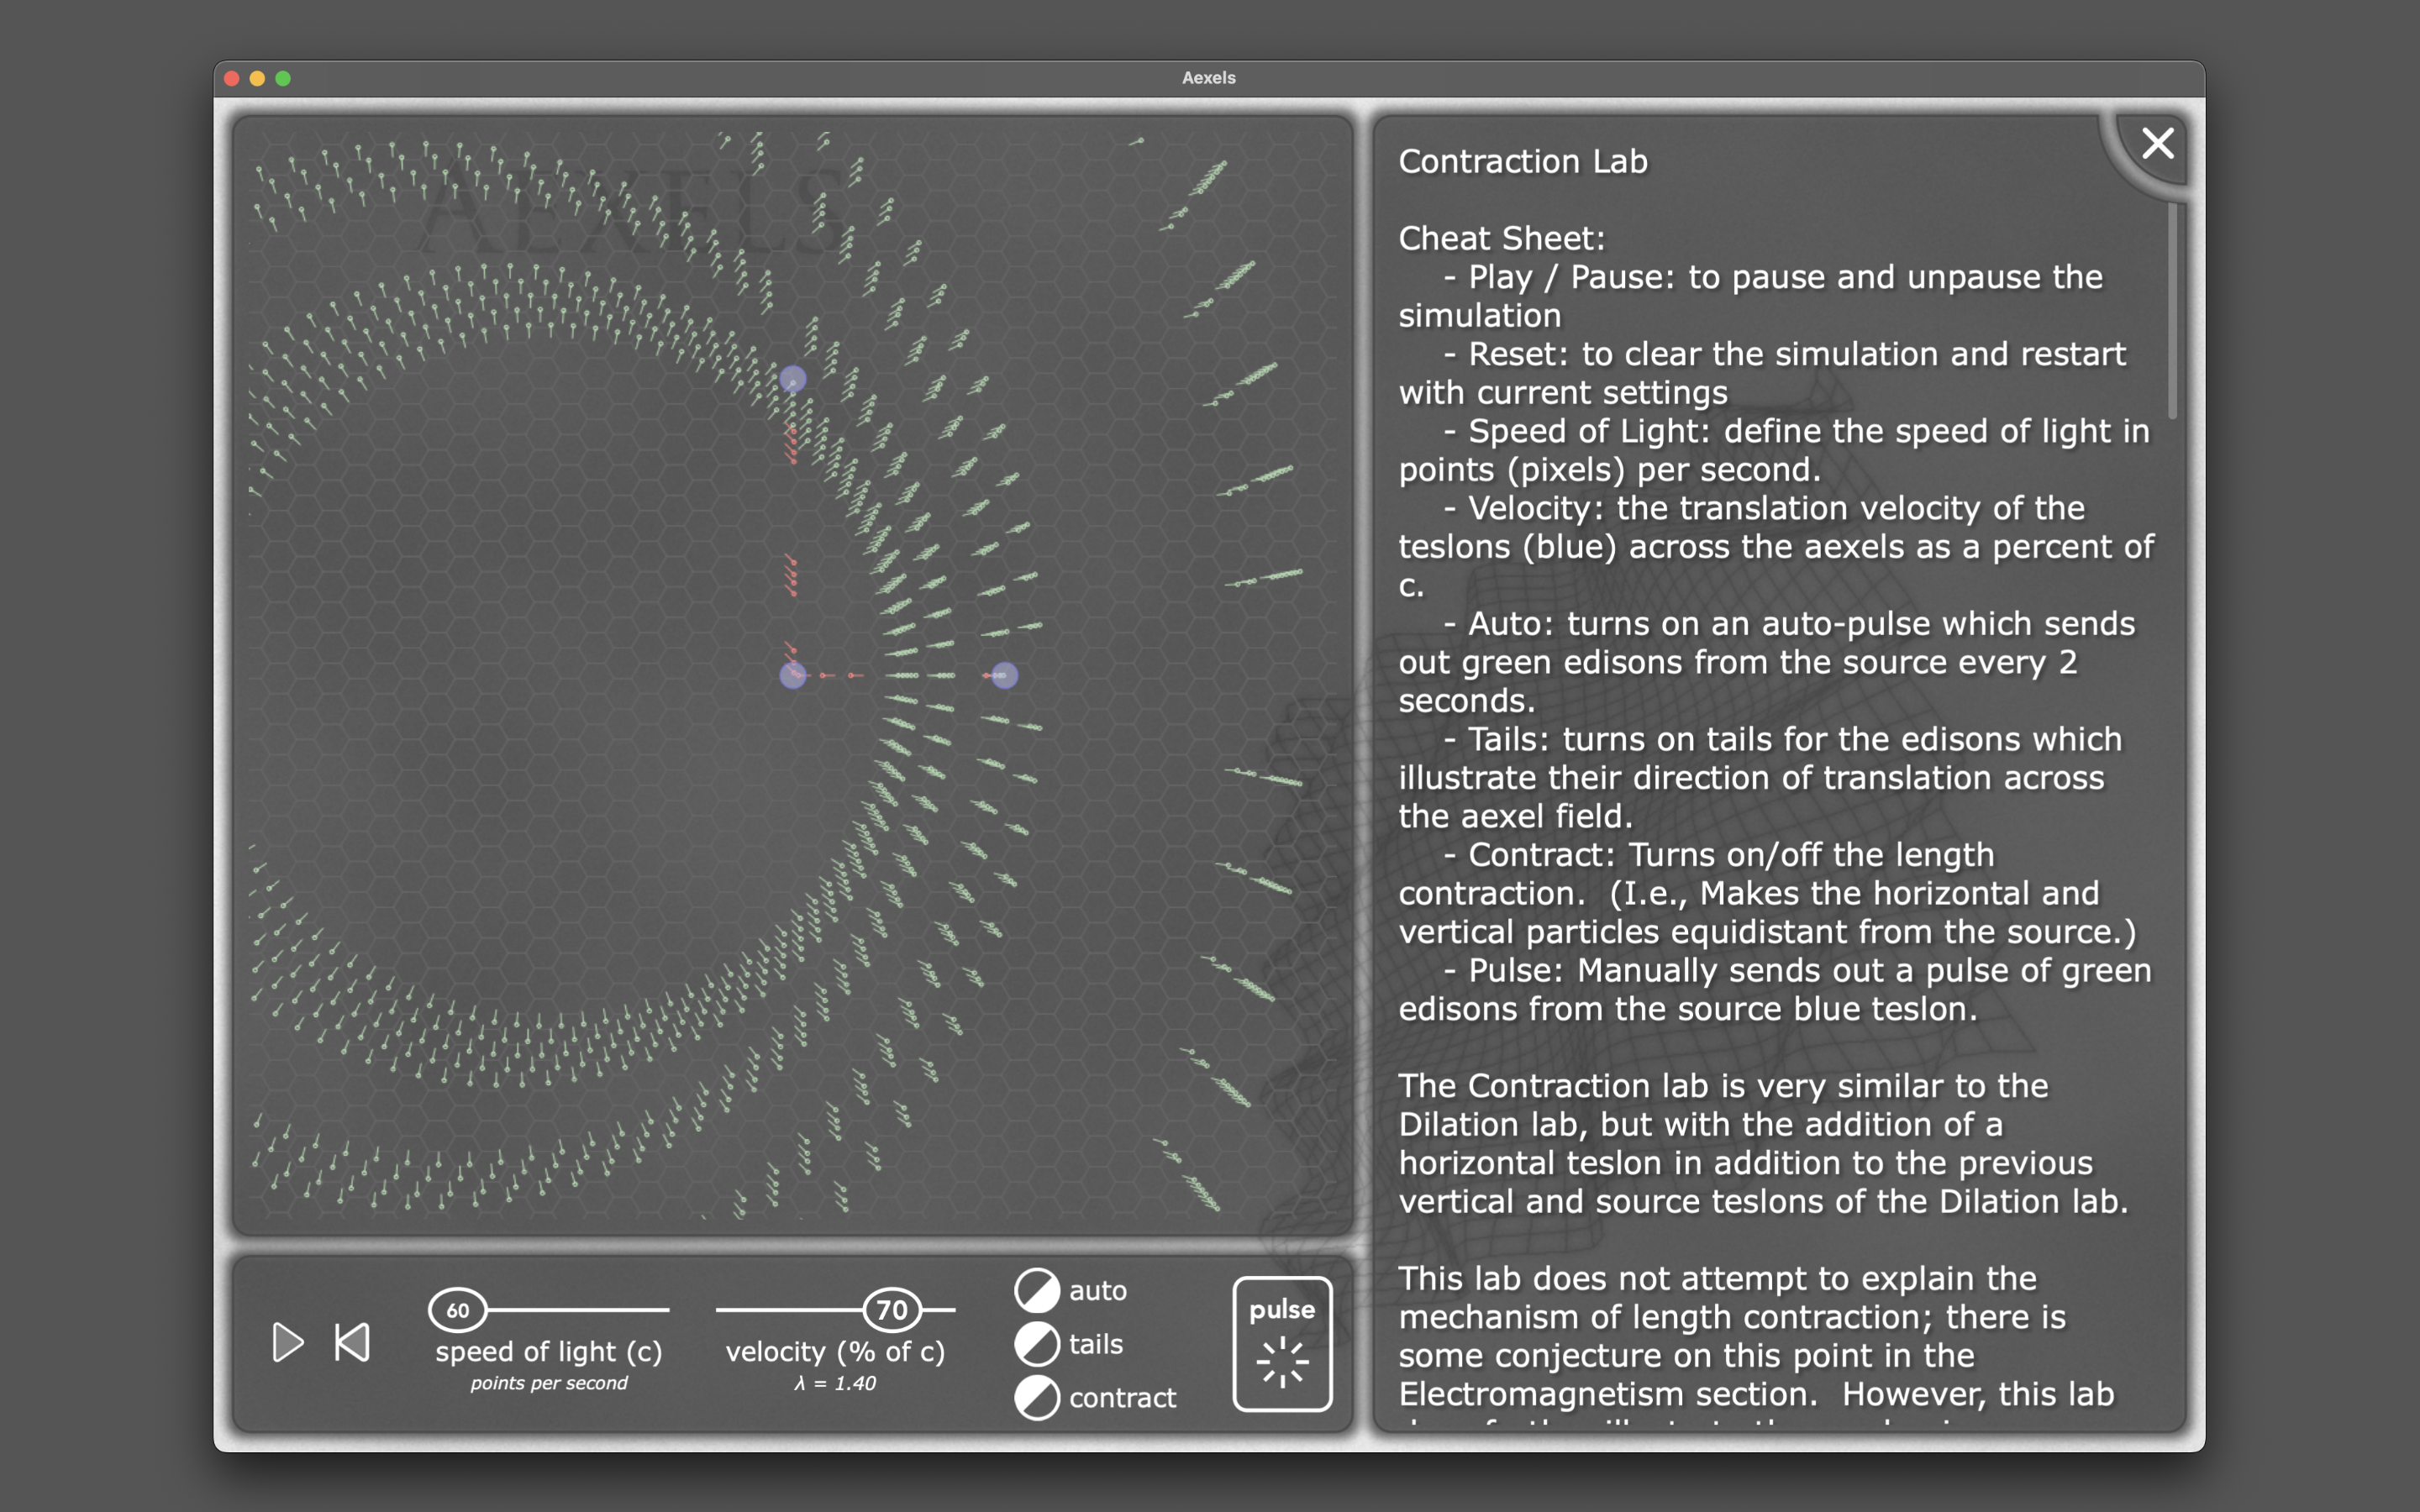 Aexels
AEXELS
Contraction Lab
Cheat Sheet:
- Play / Pause: to pause and unpause the
simulation
- Reset: to clear the simulation and restart
with current settings
- Speed of Light: define the speed of light in
points (pixels) per second.
- Velocity: the translation velocity of the
teslons (blue) across the aexels as a percent of
c.
- Auto: turns on an auto-pulse which sends
out green edisons from the source every 2
seconds.
- Tails: turns on tails for the edisons which
illustrate their direction of translation across
the aexel field.
- Contract: Turns on/off the length
contraction.  (I.e., Makes the horizontal and
vertical particles equidistant from the source.)
- Pulse: Manually sends out a pulse of green
edisons from the source blue teslon.
The Contraction lab is very similar to the
Dilation lab, but with the addition of a
horizontal teslon in addition to the previous
vertical and source teslons of the Dilation lab.
This lab does not attempt to explain the
mechanism of length contraction; there is
some conjecture on this point in the
Electromagnetism section.  However, this lab
60
speed of light (c)
points per second
70
velocity (% of c)
λ = 1.40
auto
tails
contract
pulse